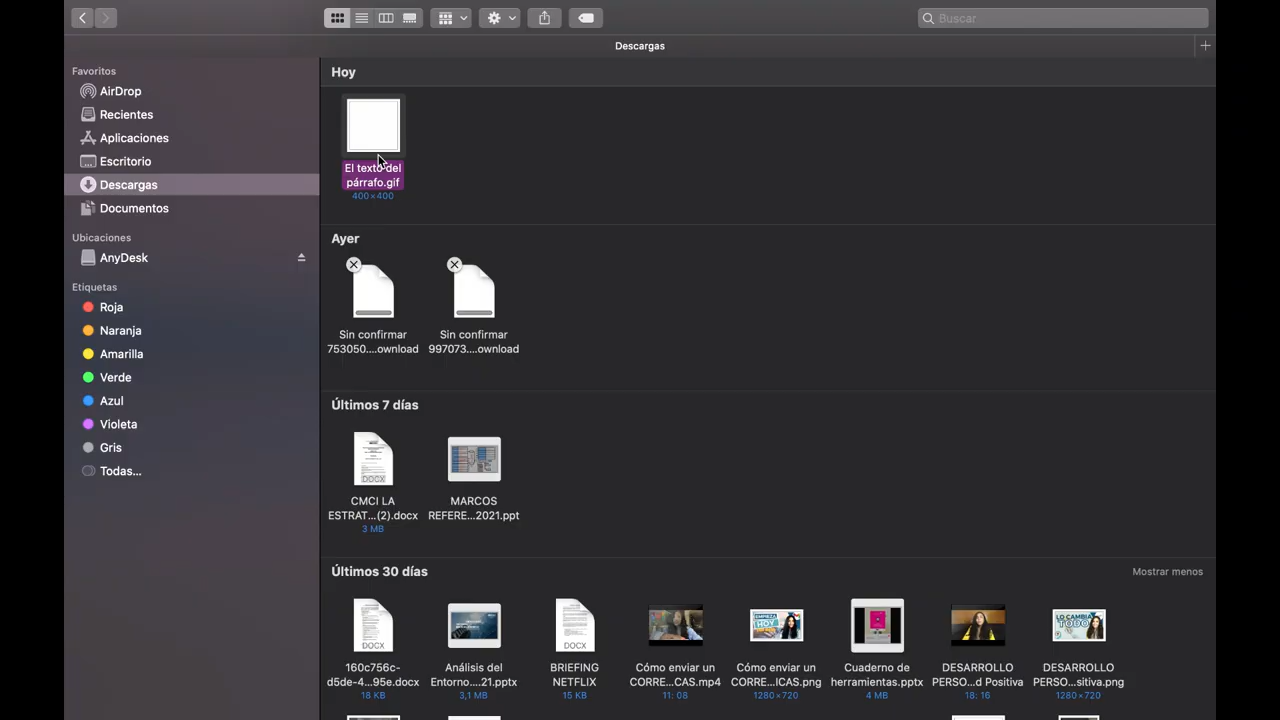 Buscar
Descargas
Favoritos
AirDrop
Recientes
Aplicaciones
Escritorio
Descargas
Documentos
Ubicaciones
AnyDesk
Etiquetas
Roja
Naranja
Amarilla
Verde
Azul
Violeta
Gris
Todas...
Hoy
El texto del
párrafo.gif
400×400
Ayer
Sin confirmar
753050....ownload
Sin confirmar
997073....ownload
Últimos 7 días
DOCX
CMCI LA
ESTRAT...(2).docx
3 MB
MARCOS
REFERE...2021.ppt
Últimos 30 días
Mostrar menos
DOCX
160c756c-
d5de-4...95e.docx
18 KB
Análisis del
Entorno....21.pptx
3,1 MB
DOCX
BRIEFING
NETFLIX
15 KB
Cómo enviar un
CORRE...CAS.mp4
11: 08
Cómo enviar un
CORRE...ICAS.png
1280×720
Cuaderno de
herramientas.pptx
4 MB
DESARROLLO
PERSO...d Positiva
18: 16
DESARROLLO
PERSO...sitiva.png
1280×720